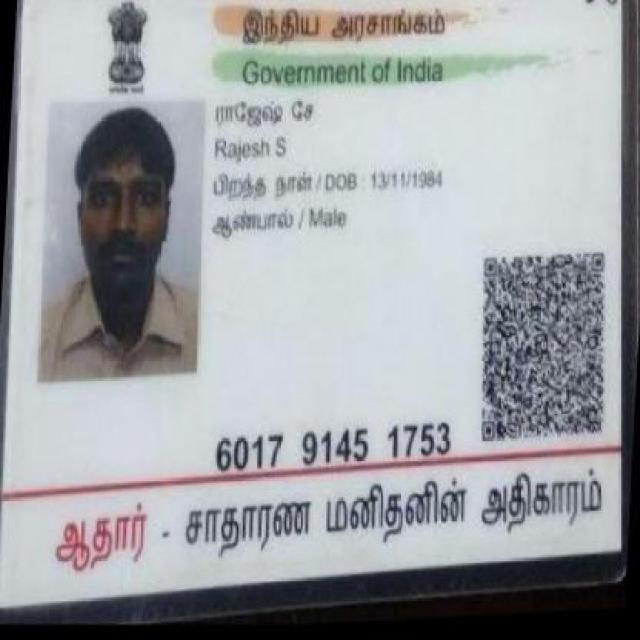 இந்திய அரசாங்கம்
Government of India
ராஜேஷ் சே
Rajesh S
பிறந்த நாள் / DOB : 13/11/1984
ஆண்பால் / Male
6017 9145 1753
ஆதார் - சாதாரண மனிதனின் அதிகாரம்